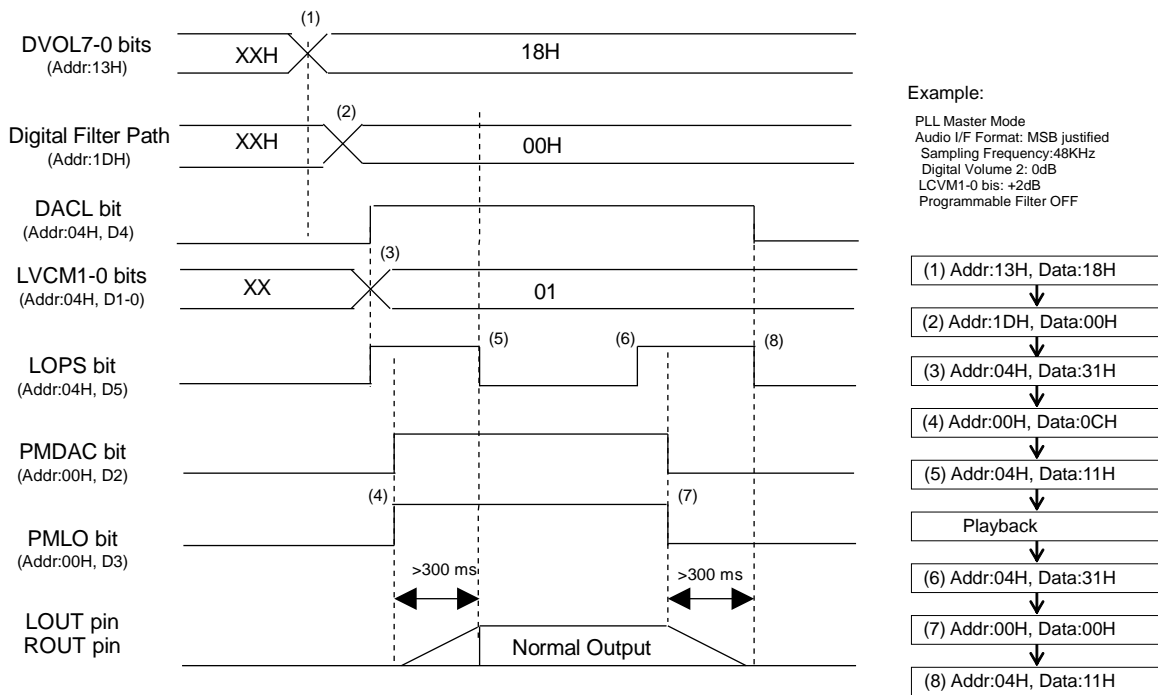 (1)
DVOL7-0 bits
(Addr:13H)
XXH
18H
(2)
Digital Filter Path
(Addr:1DH)
XXH
00H
DACL bit
(Addr:04H, D4)
(3)
LVCM1-0 bits
(Addr:04H, D1-0)
XX
01
(5)
(6)
(8)
LOPS bit
(Addr:04H, D5)
PMDAC bit
(Addr:00H, D2)
(4)
(7)
PMLO bit
(Addr:00H, D3)
>300 ms
>300 ms
LOUT pin
ROUT pin
Normal Output
Example:
PLL Master Mode
Audio I/F Format: MSB justified
Sampling Frequency:48KHz
Digital Volume 2: 0dB
LCVM1-0 bis: +2dB
Programmable Filter OFF
(1) Addr:13H, Data:18H
(2) Addr:1DH, Data:00H
(3) Addr:04H, Data:31H
(4) Addr:00H, Data:0CH
(5) Addr:04H, Data:11H
Playback
(6) Addr:04H, Data:31H
(7) Addr:00H, Data:00H
(8) Addr:04H, Data:11H